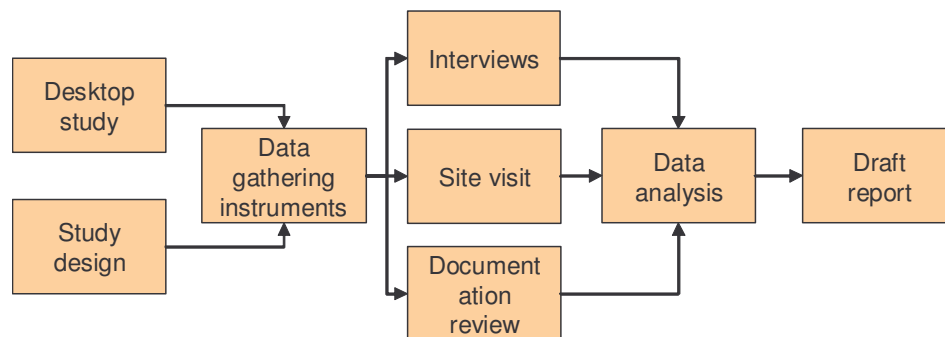 Desktop
study
Study
design
Data
gathering
instruments
Interviews
Site visit
Document
ation
review
Data
analysis
Draft
report